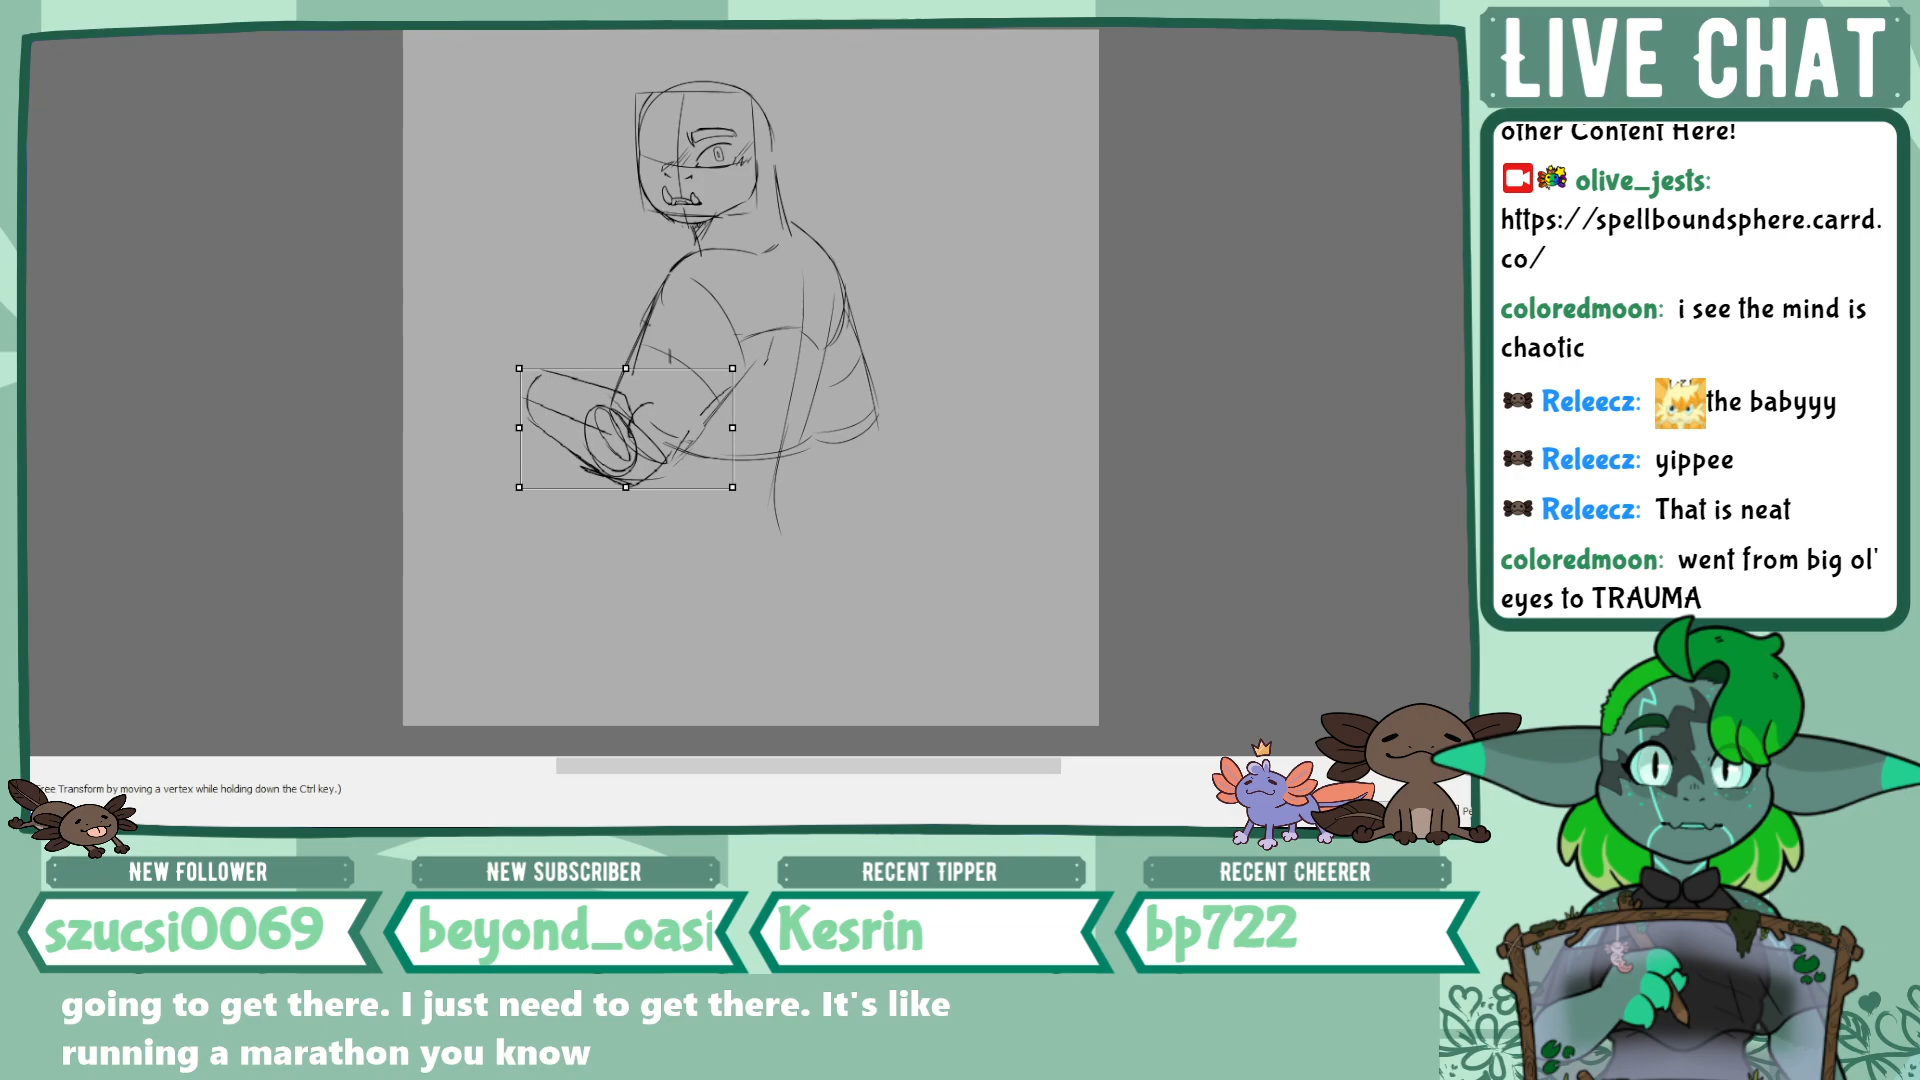 LIVE CHAT
other Content Here!
olive_jests:
https://spellboundsphere.carrd.
co/
coloredmoon: i see the mind is
chaotic
Releecz: the babyyy
Releecz: yippee
Releecz: That is neat
coloredmoon: went from big ol'
eyes to TRAUMA
ree Transform by moving a vertex while holding down the Ctrl key.)
Pe
NEW FOLLOWER
NEW SUBSCRIBER
RECENT TIPPER
RECENT CHEERER
szucsi0069
beyond_oasi
Kesrin
bp722
going to get there. I just need to get there. It's like
running a marathon you know